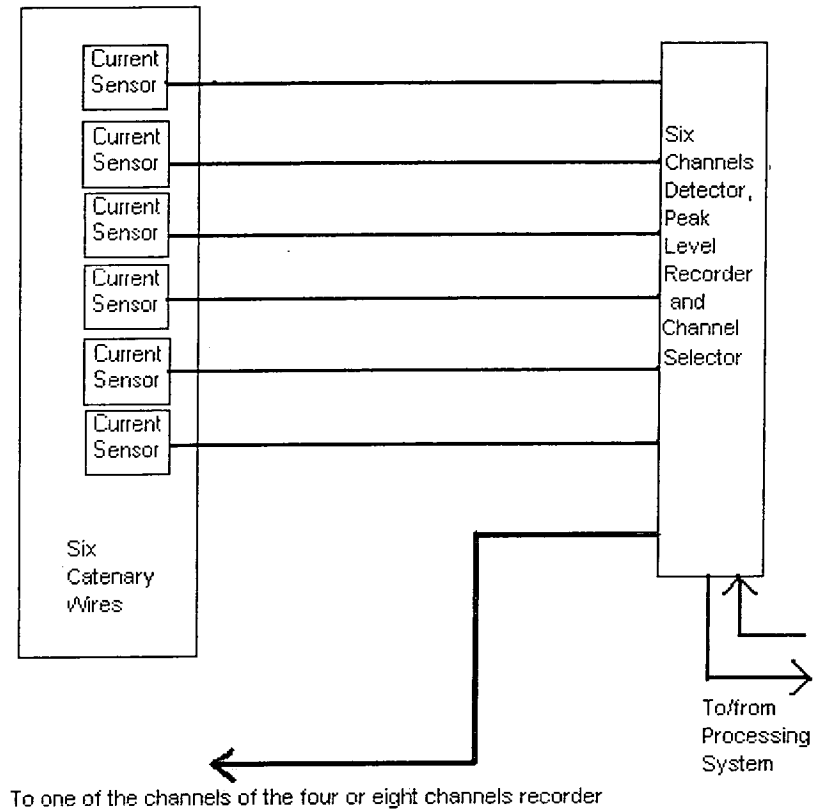 Current
Sensor
Current
Sensor
Current
Sensor
Current
Sensor
Current
Sensor
Current
Sensor
Six
Catenary
Wires
Six
Channels
Detector,
Peak
Level
Recorder
and
Channel
Selector
To/from
Processing
System
To one of the channels of the four or eight channels recorder